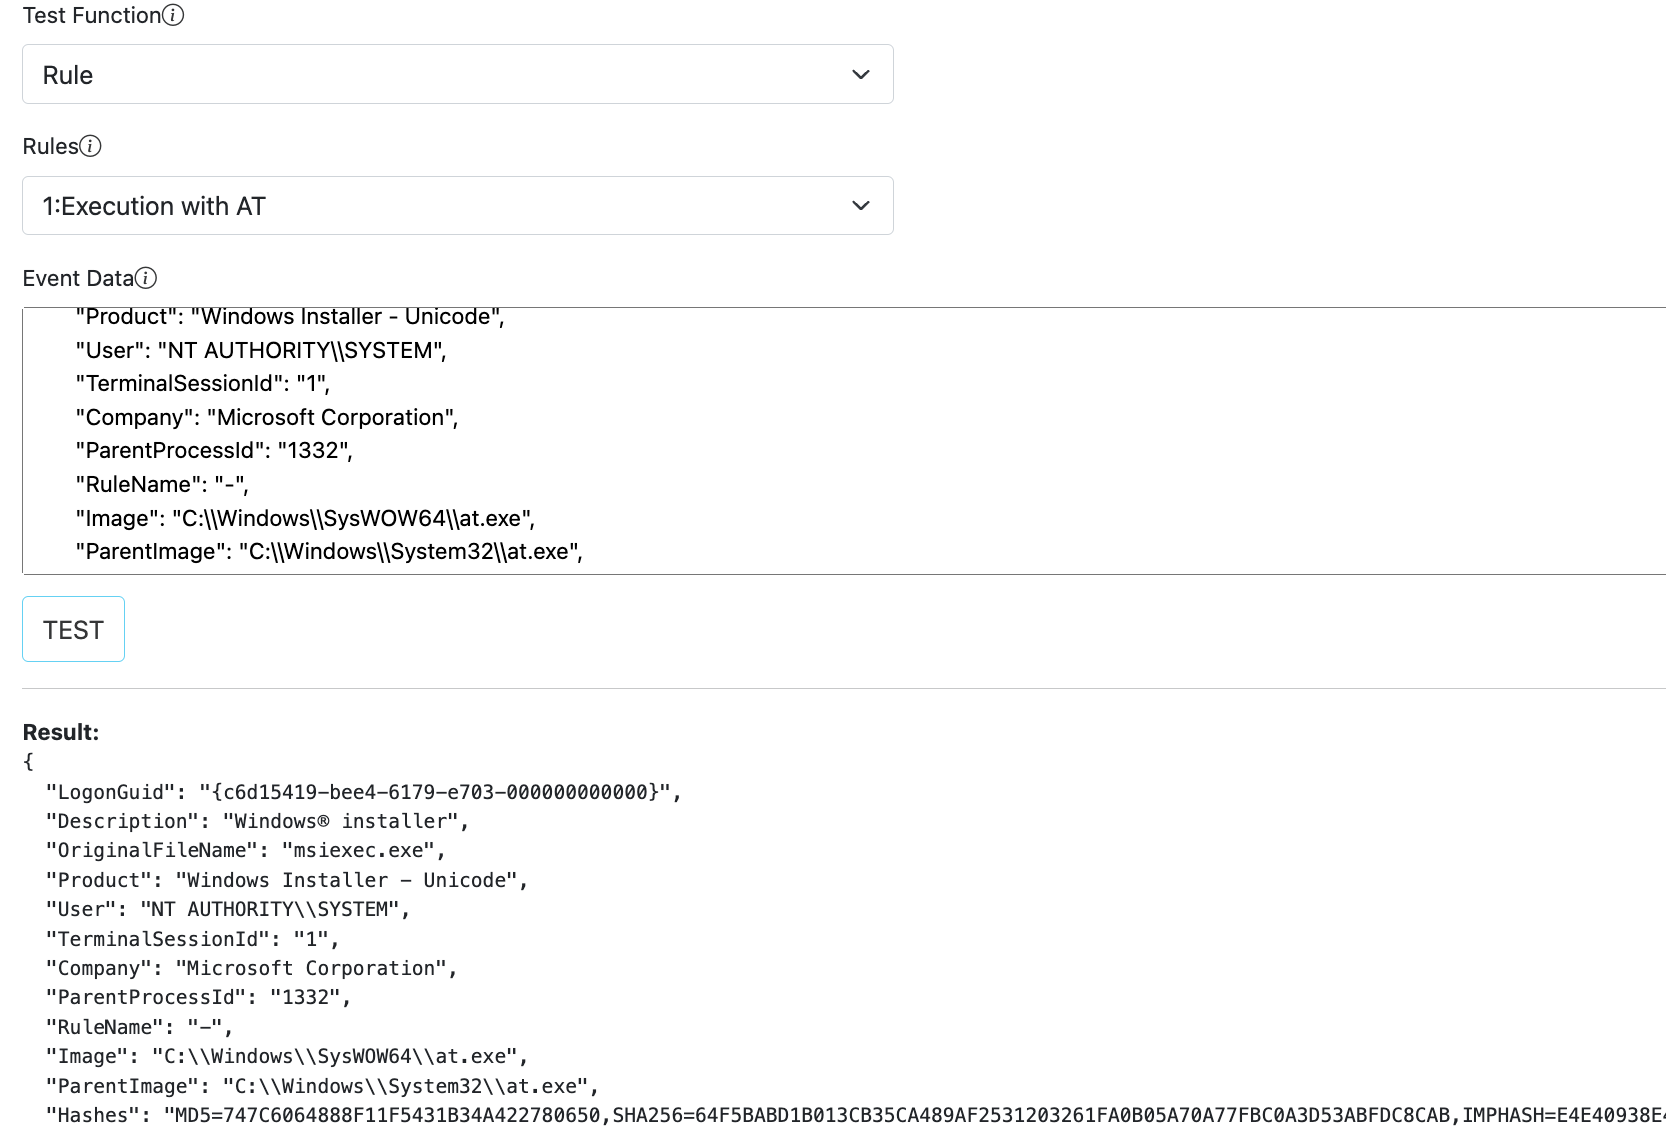 Test Function
Rule
Rules
1:Execution with AT
Event Data
"Product": "Windows Installer - Unicode",
"User": "NT AUTHORITY\\SYSTEM",
"TerminalSessionId": "1",
"Company": "Microsoft Corporation",
"ParentProcessId": "1332",
"RuleName": "-",
"Image": "C:\\Windows\\SysWOW64\\at.exe",
"ParentImage": "C:\\Windows\\System32\\at.exe",
TEST
Result:
{
"LogonGuid": "{c6d15419-bee4-6179-e703-000000000000}",
"Description": "Windows® installer",
"OriginalFileName": "msiexec.exe",
"Product": "Windows Installer - Unicode",
"User": "NT AUTHORITY\\SYSTEM",
"TerminalSessionId": "1",
"Company": "Microsoft Corporation",
"ParentProcessId": "1332",
"RuleName": "-",
"Image": "C:\\Windows\\SysWOW64\\at.exe",
"ParentImage": "C:\\Windows\\System32\\at.exe",
"Hashes": "MD5=747C6064888F11F5431B34A422780650,SHA256=64F5BABD1B013CB35CA489AF2531203261FA0B05A70A77FBC0A3D53ABFDC8CAB,IMPHASH=E4E40938E